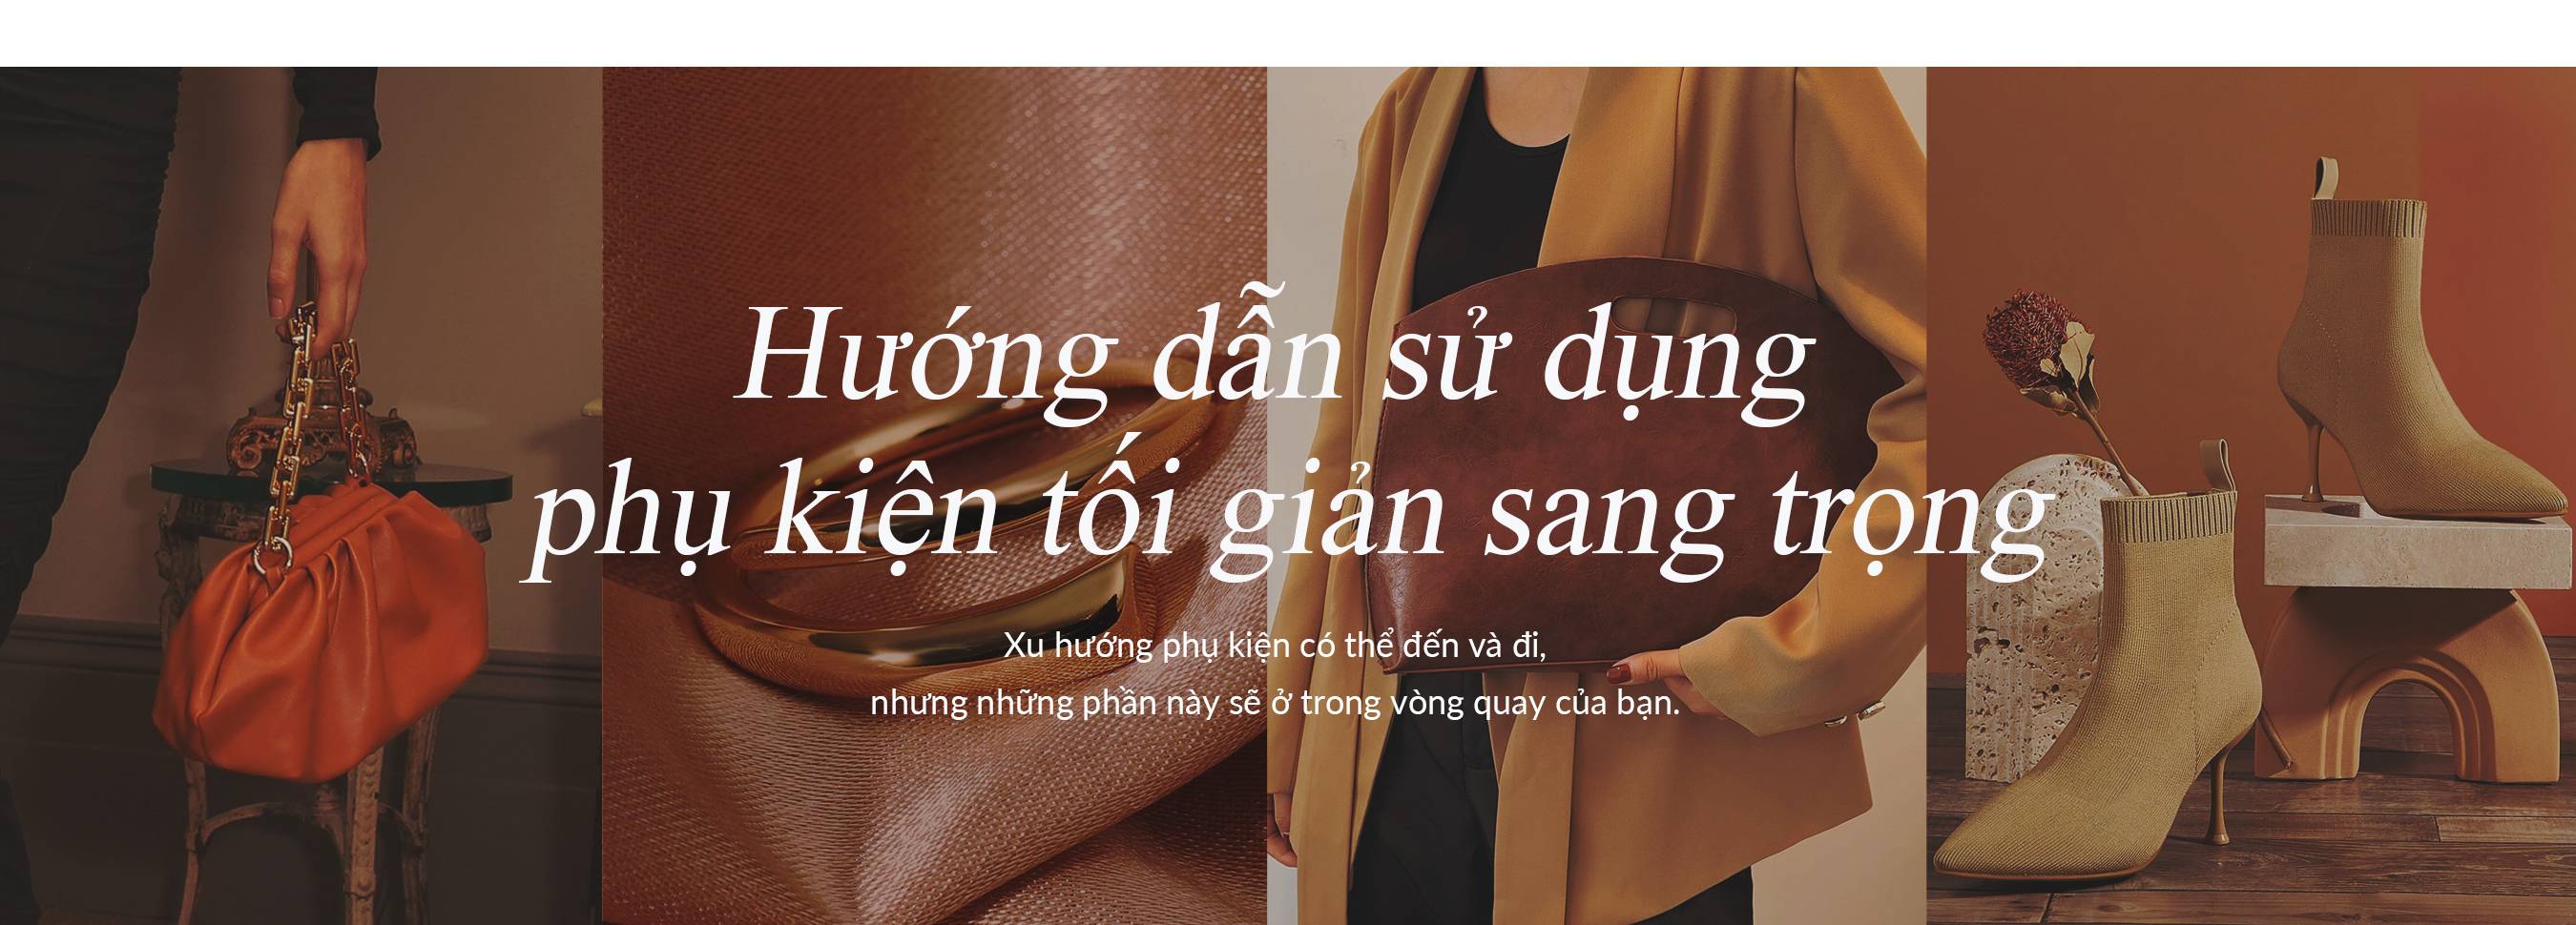 Hướng dẫn sử dụng
phụ kiện tối giản sang trọng
Xu hướng phụ kiện có thể đến và đi,
nhưng những phần này sẽ ở trong vòng quay của bạn.